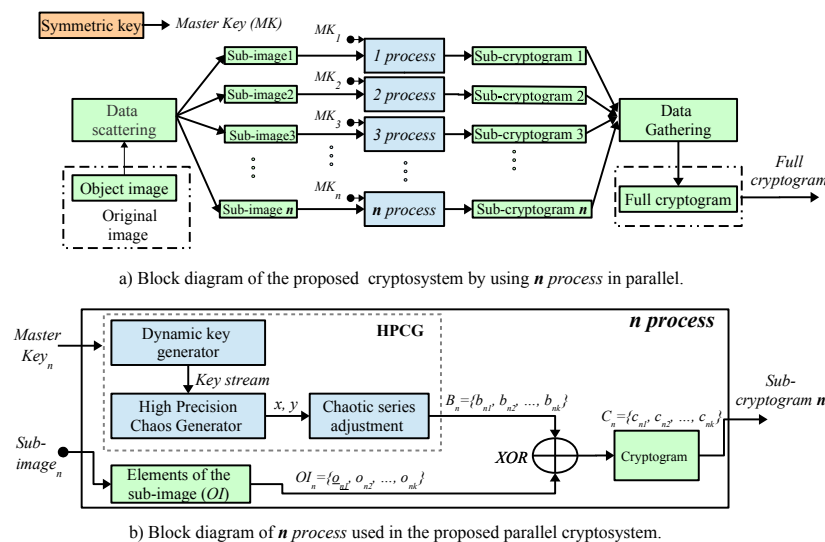 Symmetric key
Master Key (MK)
MK1
Sub-image1
1 process
Sub-cryptogram 1
MK2
Sub-image2
2 process
Sub-cryptogram 2
MK3
Data scattering
Sub-image3
3 process
Sub-cryptogram 3
Data Gathering
MKn
Object image
Original image
Sub-image n
n process
Sub-cryptogram n
Full cryptogram
Full cryptogram
a) Block diagram of the proposed cryptosystem by using n process in parallel.
n process
HPCG
Master Keyn
Dynamic key generator
Key stream
High Precision Chaos Generator
x, y
Chaotic series adjustment
Bn={bn1, bn2, ..., bnk}
Sub-cryptogram n
Cn={cn1, cn2, ..., cnk}
XOR
Cryptogram
Sub-imagen
Elements of the sub-image (OI)
OIn={on1, on2, ..., onk}
b) Block diagram of n process used in the proposed parallel cryptosystem.